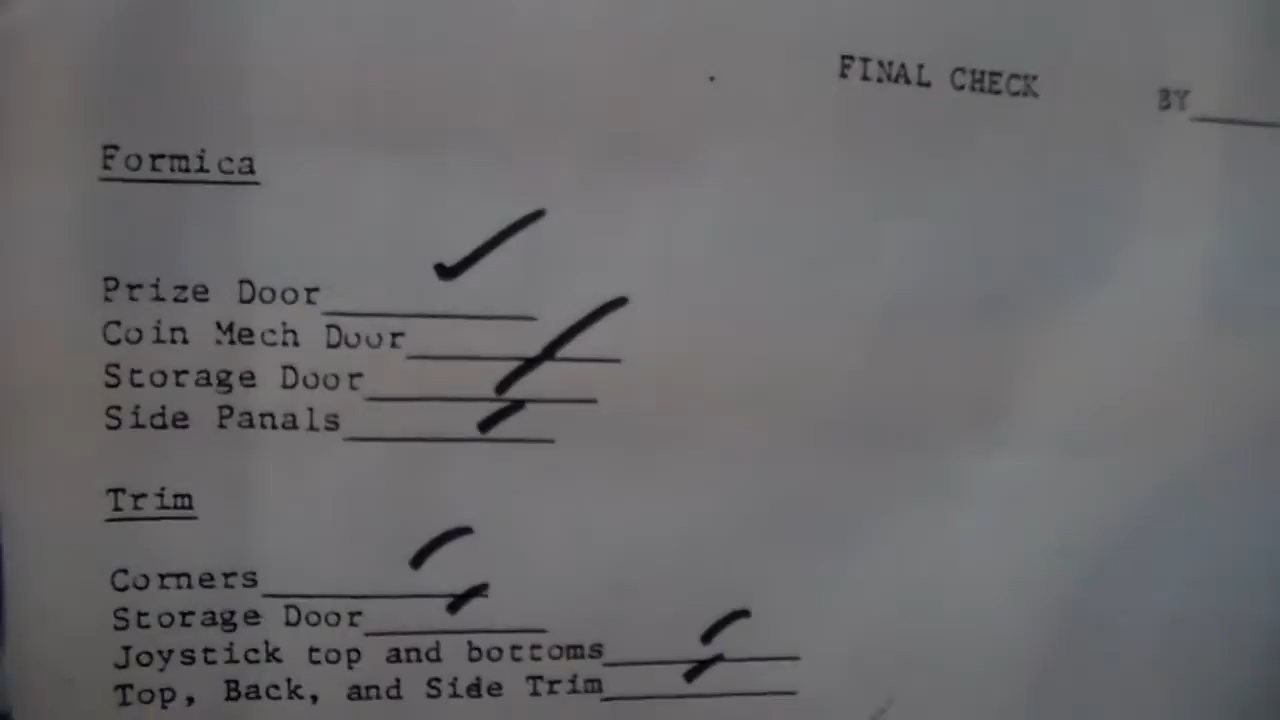 FINAL CHECK BY
Formica
Prize Door
Coin Mech Door
Storage Door
Side Panals
Trim
Corners
Storage Door
Joystick top and bottoms
Top, Back, and Side Trim